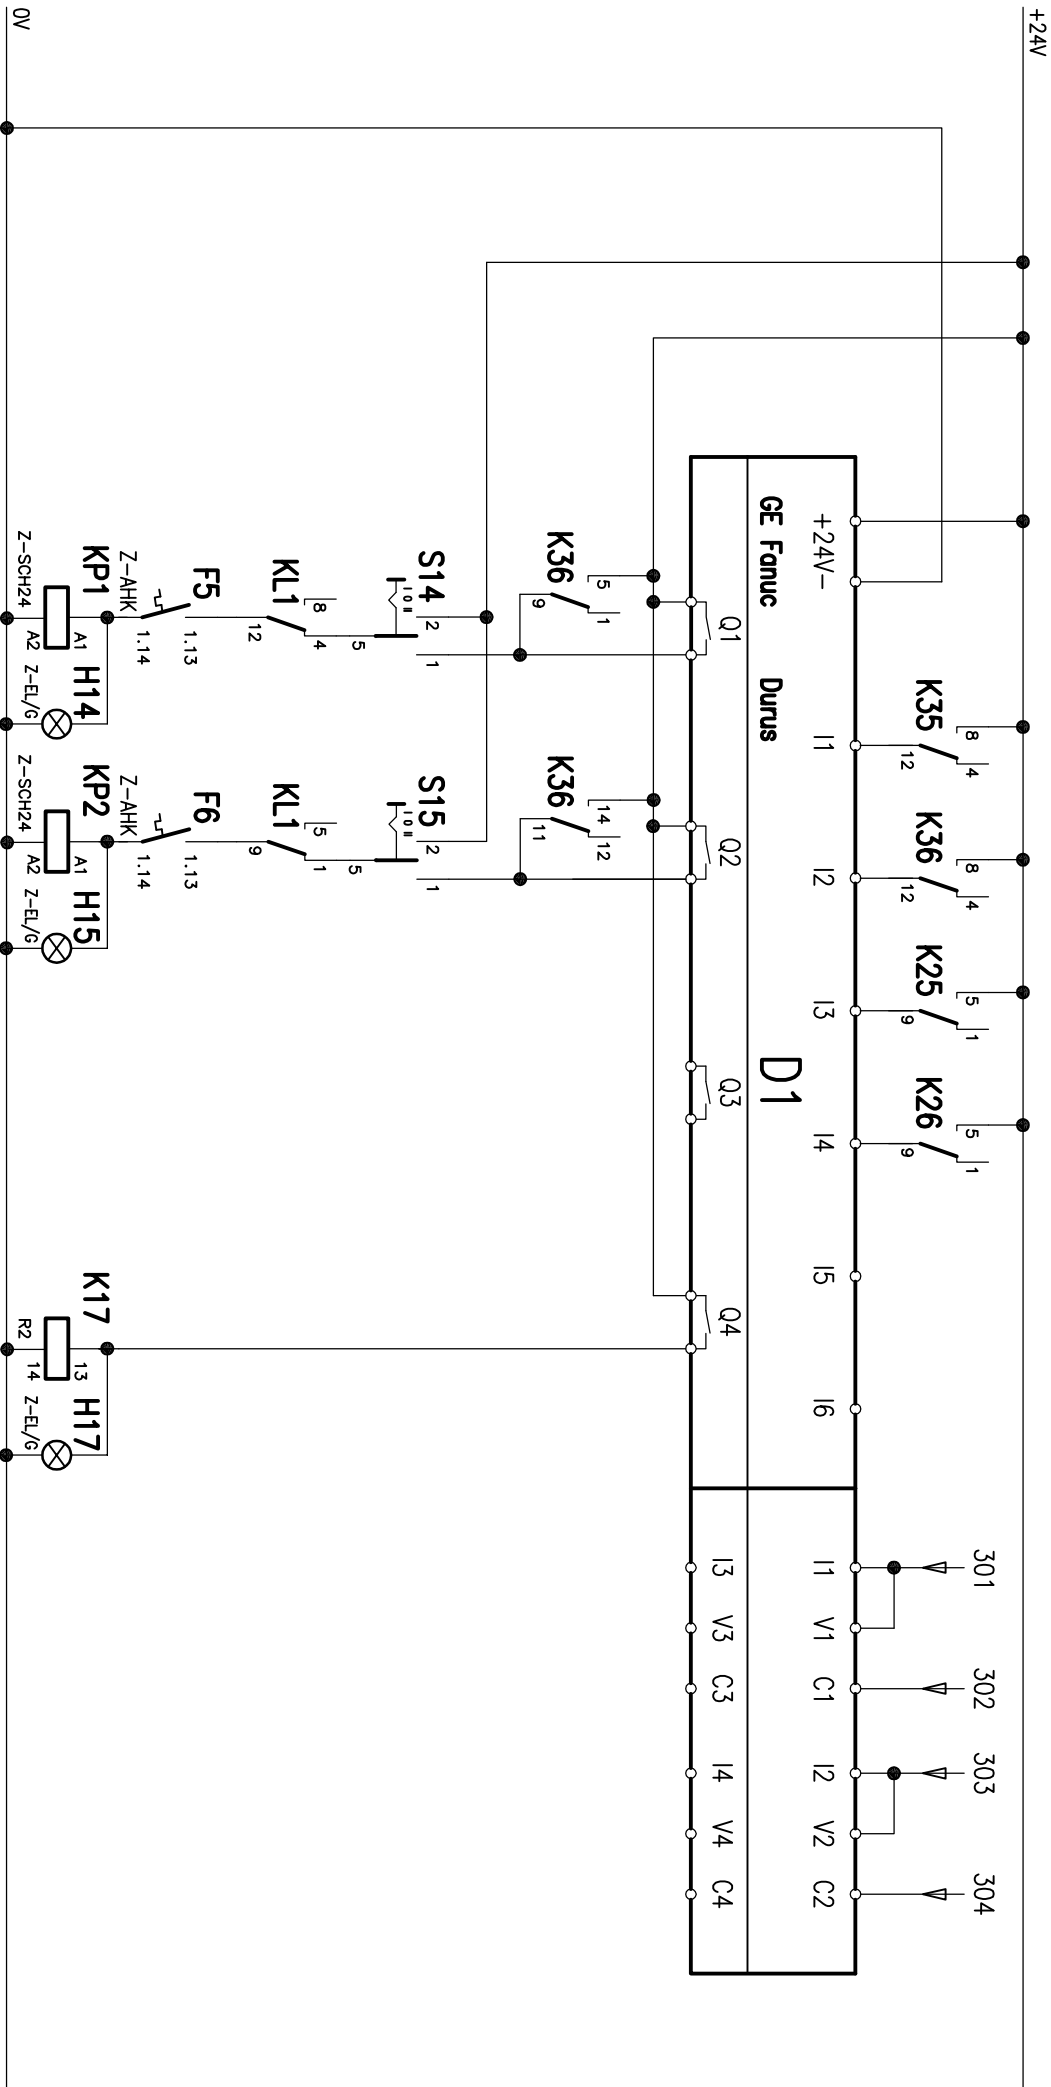 +24V
K35
8
4
12
K36
8
4
12
K25
5
1
9
K26
5
1
9
301
302
303
304
+24V-
I1
I2
I3
I4
I5
I6
I1
V1
C1
I2
V2
C2
GE Fanuc
Durus
D1
Q1
Q2
Q3
Q4
I3
V3
C3
I4
V4
C4
K36
5
1
9
K36
14
12
11
S14
I O II
2
1
5
S15
I O II
2
1
5
KL1
8
4
12
KL1
5
1
9
F5
1.13
1.14
Z-AHK
F6
1.13
1.14
Z-AHK
KP1
A1
A2
Z-SCH24
H14
Z-EL/G
KP2
A1
A2
Z-SCH24
H15
Z-EL/G
K17
13
14
R2
H17
Z-EL/G
0V